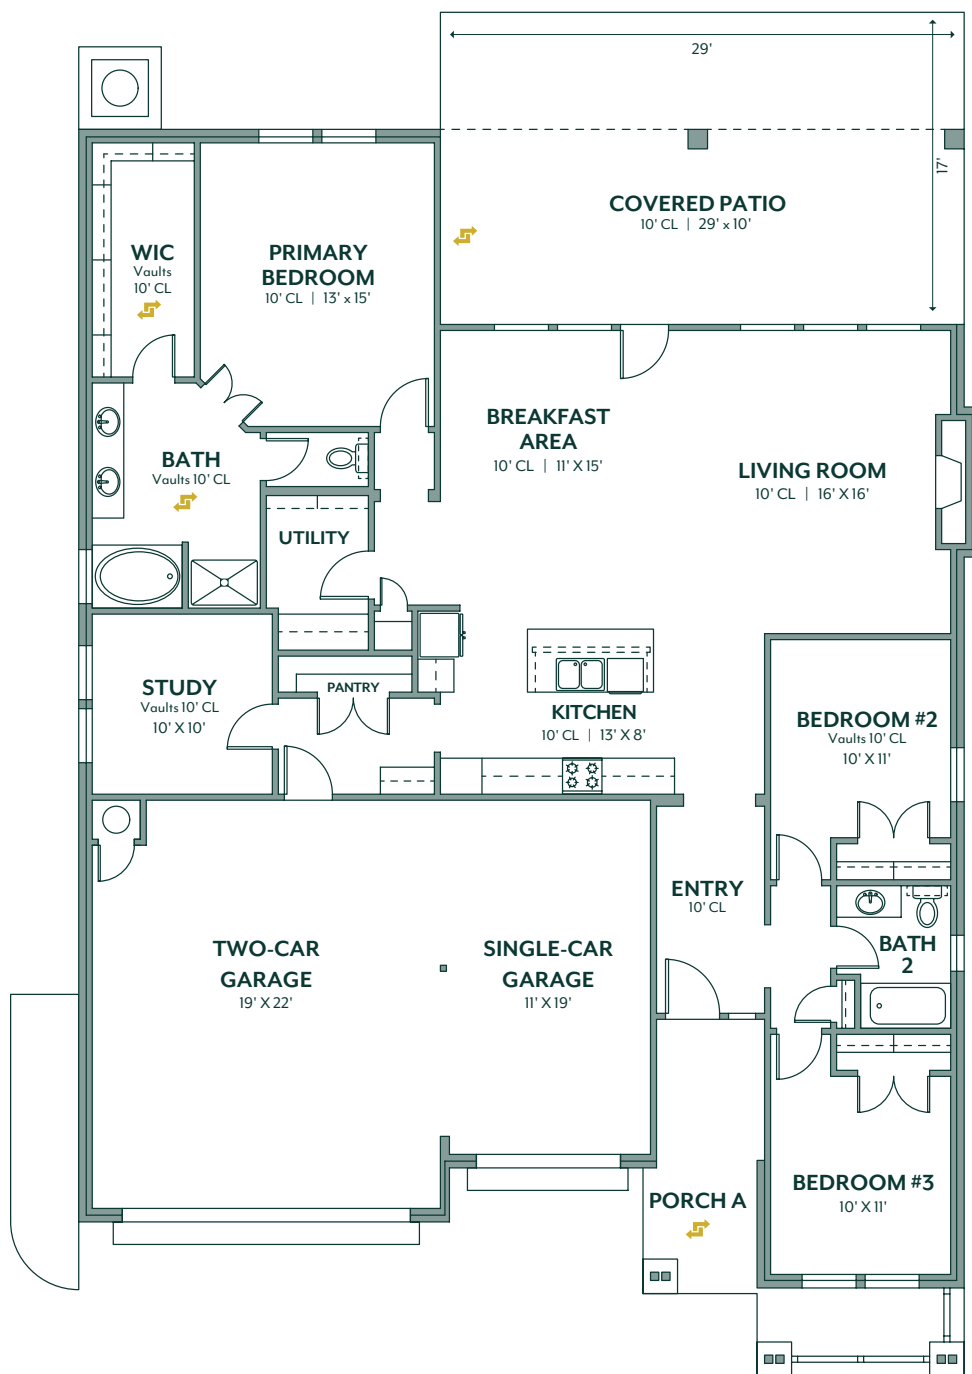 29'
17'
COVERED PATIO
10' CL | 29' x 10'
WIC
Vaults
10' CL
PRIMARY
BEDROOM
10' CL | 13' x 15'
BREAKFAST
AREA
10' CL | 11' X 15'
LIVING ROOM
10' CL | 16' X 16'
BATH
Vaults 10' CL
UTILITY
STUDY
Vaults 10' CL
10' X 10'
PANTRY
KITCHEN
10' CL | 13' X 8'
BEDROOM #2
Vaults 10' CL
10' X 11'
ENTRY
10' CL
BATH
2
TWO-CAR
GARAGE
19' X 22'
SINGLE-CAR
GARAGE
11' X 19'
PORCH A
BEDROOM #3
10' X 11'